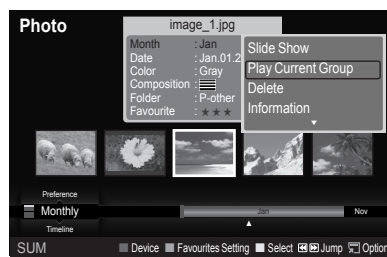 Photo
image_1.jpg
Month : Jan
Date : Jan.01.2
Color : Gray
Composition :
Folder : P-other
Favourite : ★ ★ ★
Slide Show
Play Current Group
Delete
Information
Preference
Monthly
Timeline
Jan
Nov
SUM
Device
Favourites Setting
Select
Jump
Option